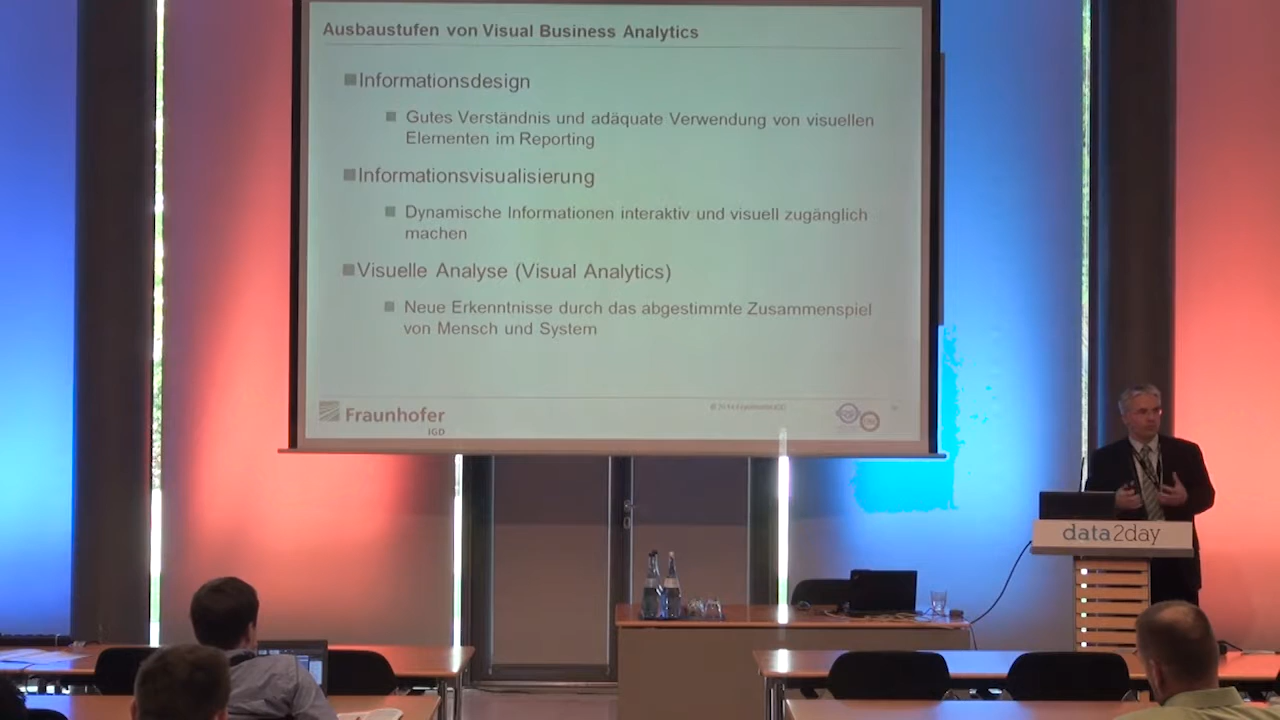 Ausbaustufen von Visual Business Analytics
Informationsdesign
Gutes Verständnis und adäquate Verwendung von visuellen
Elementen im Reporting
Informationsvisualisierung
Dynamische Informationen interaktiv und visuell zugänglich
machen
Visuelle Analyse (Visual Analytics)
Neue Erkenntnisse durch das abgestimmte Zusammenspiel
von Mensch und System
Fraunhofer
IGD
data2day